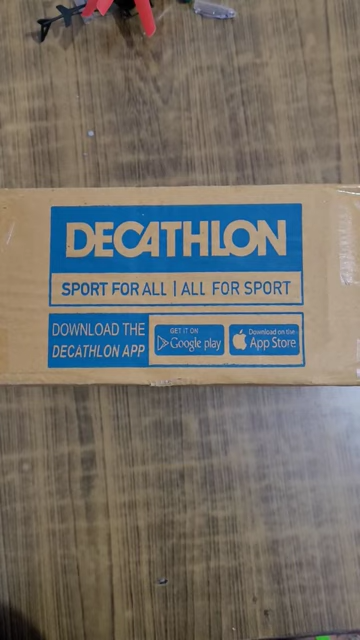 DECATHLON
SPORT FOR ALL | ALL FOR SPORT
DOWNLOAD THE
DECATHLON APP
GET IT ON
Google play
Download on the
App Store